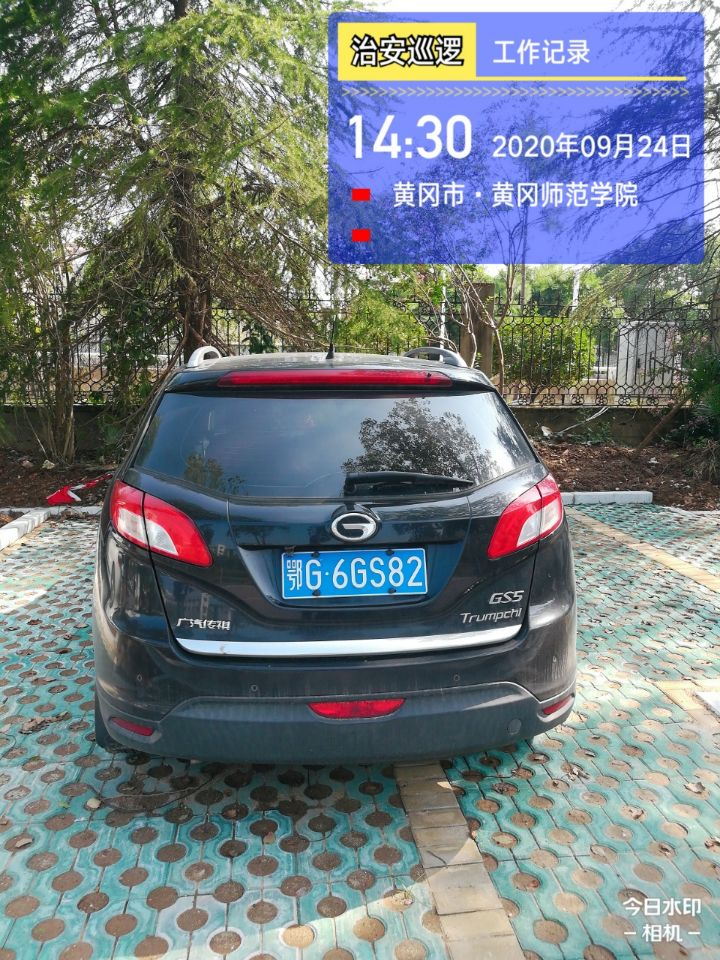 治安巡逻 工作记录
14:30 2020年09月24日
黄冈市·黄冈师范学院
鄂G·6GS82
GS5
广汽传祺 Trumpchi
今日水印
-相机-